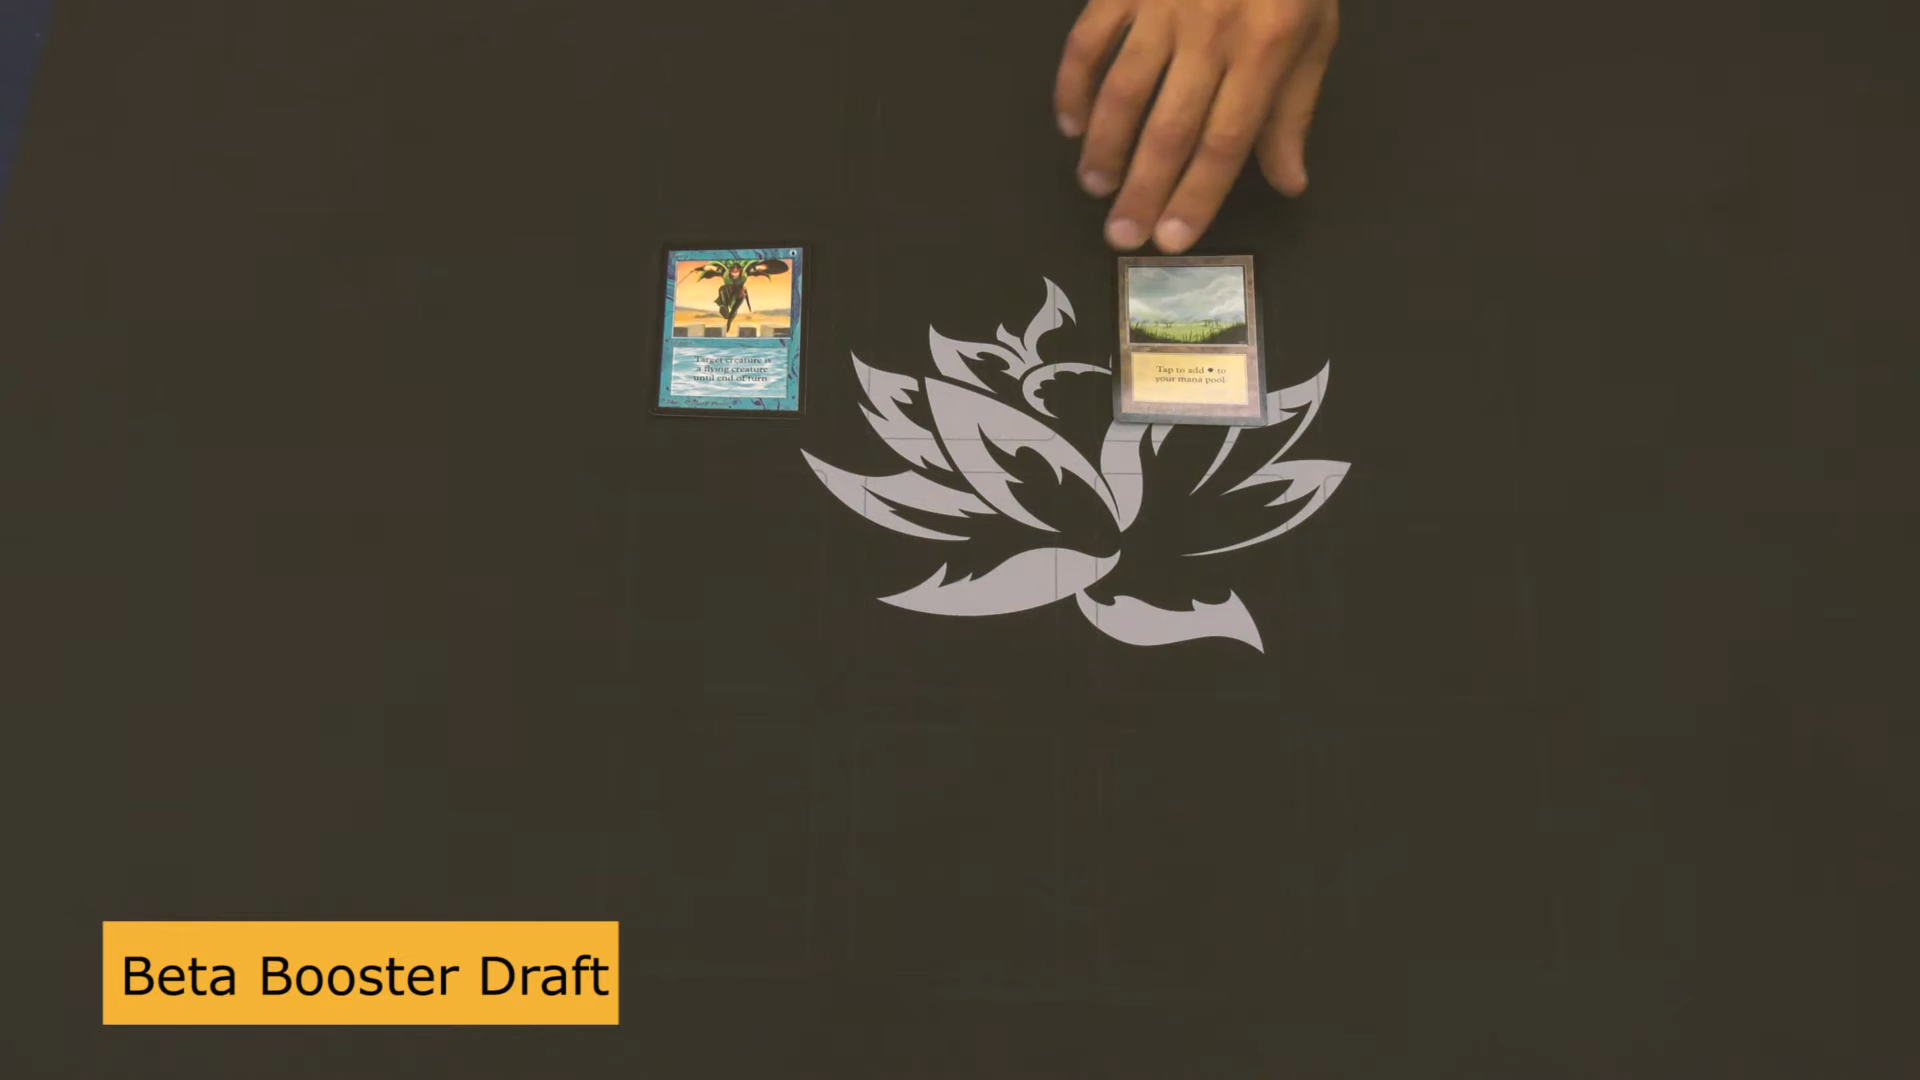 Target creature is
a flying creature
until end of turn
Tap to add to
your mana pool.
Beta Booster Draft